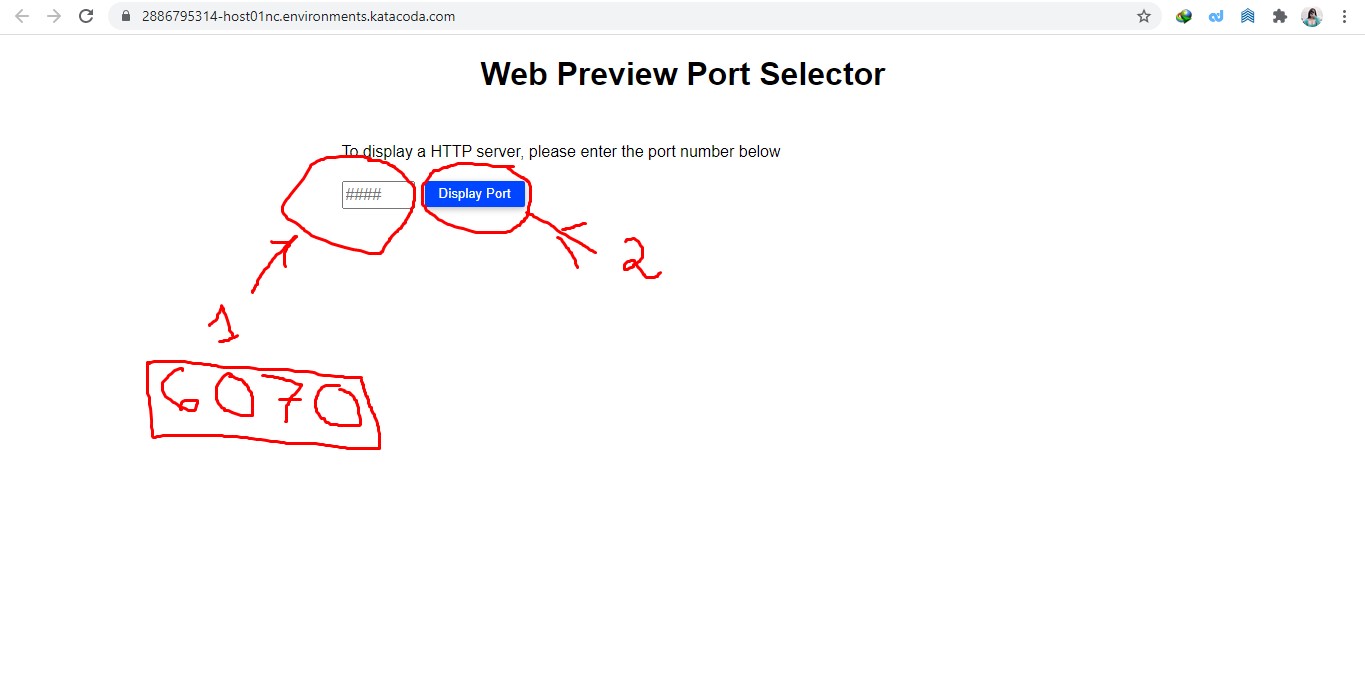 2886795314-host01nc.environments.katacoda.com
Web Preview Port Selector
To display a HTTP server, please enter the port number below
#### Display Port
2
1
6070